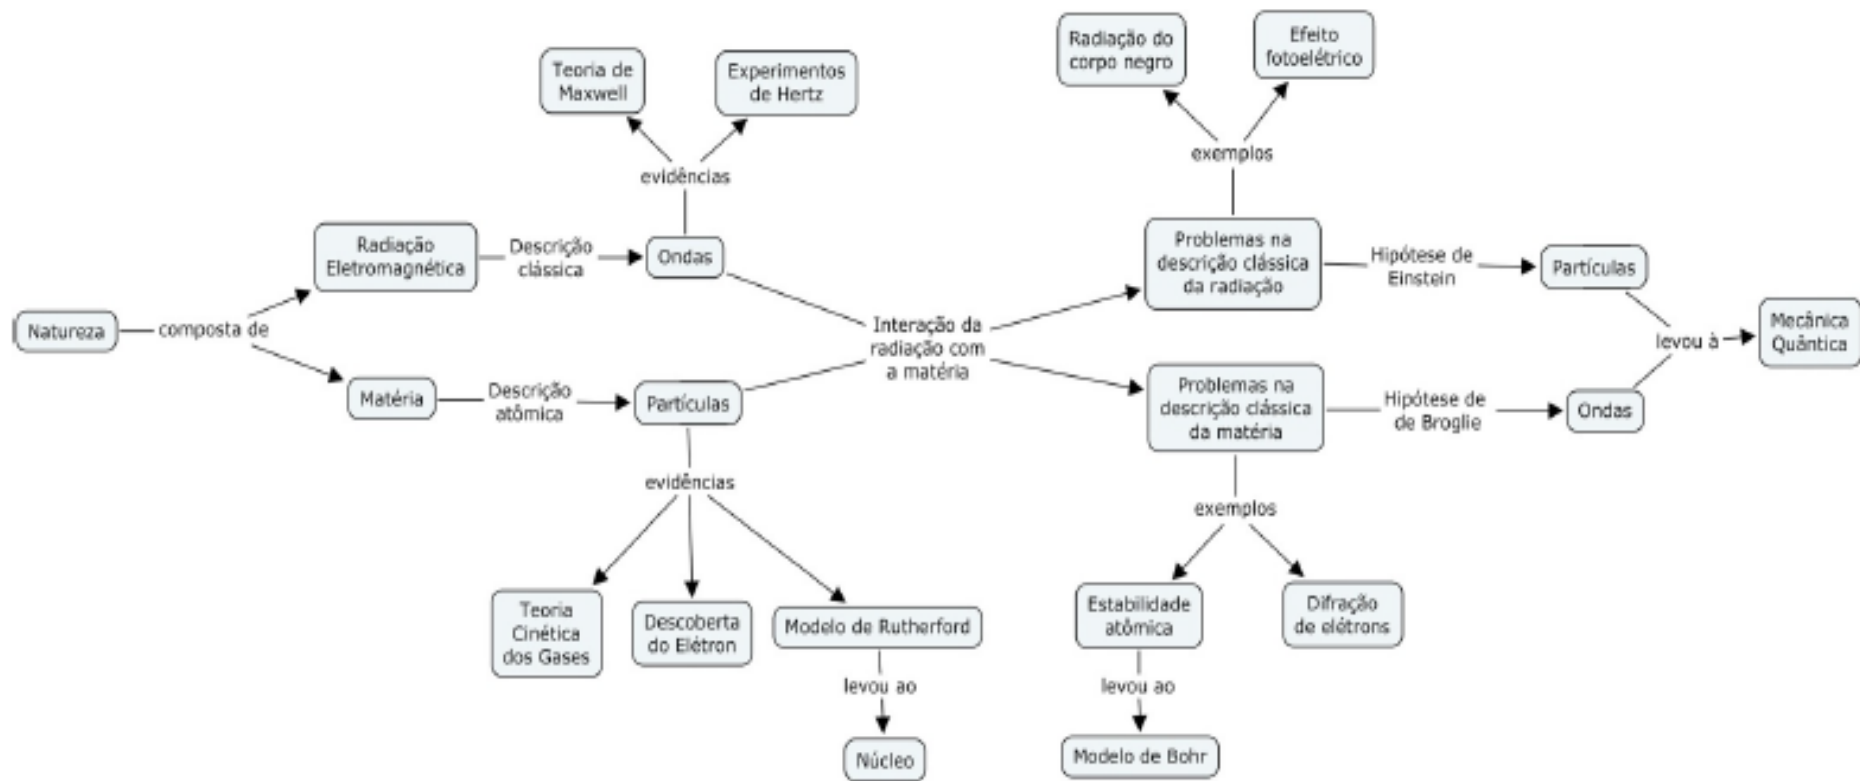 Teoria de
Maxwell
Experimentos
de Hertz
evidências
Radiação do
corpo negro
Efeito
fotoelétrico
exemplos
Natureza
composta de
Radiação
Eletromagnética
Descrição
clássica
Ondas
Matéria
Descrição
atômica
Partículas
Interação da
radiação com
a matéria
Problemas na
descrição clássica
da radiação
Hipótese de
Einstein
Partículas
Problemas na
descrição clássica
da matéria
Hipótese de
de Broglie
Ondas
levou à
Mecânica
Quântica
evidências
Teoria
Cinética
dos Gases
Descoberta
do Elétron
Modelo de Rutherford
levou ao
Núcleo
exemplos
Estabilidade
atômica
Difração
de elétrons
levou ao
Modelo de Bohr